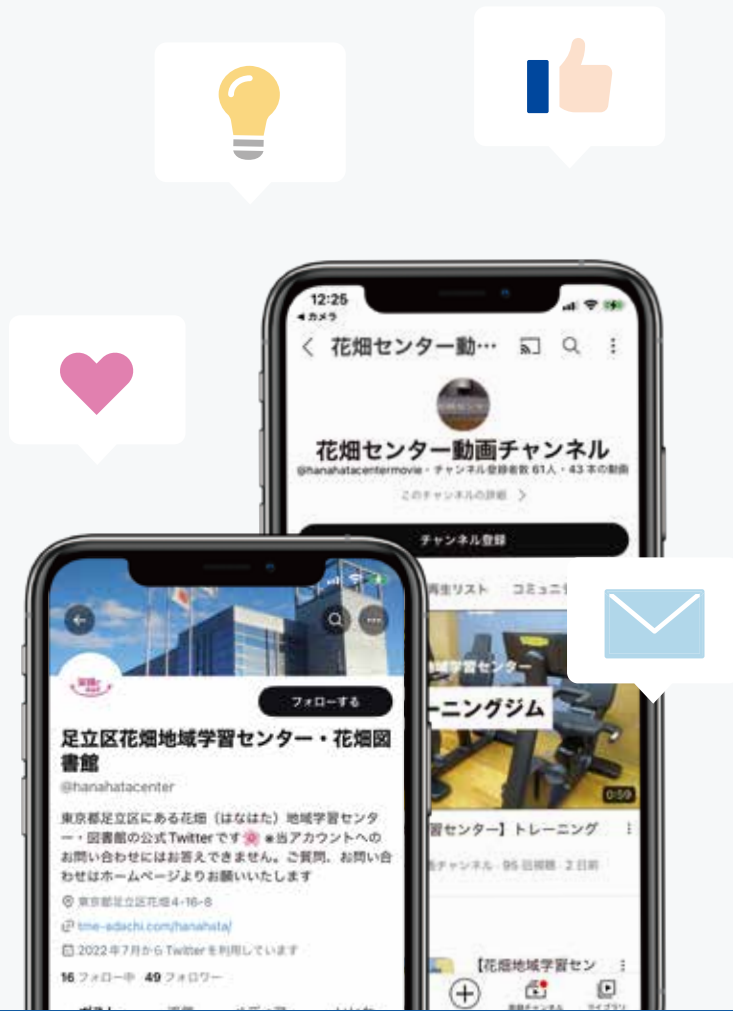 12:25
◀カメラ
花畑センター動…
花畑センター動画チャンネル
@hanahatacentermovie・チャンネル登録者数 61人・43 本の動画
このチャンネルの詳細
チャンネル登録
再生リスト コミュニ
学習センター
ーニングジム
0:59
習センター】トレーニング
チャンネル・95 回視聴・2 日前
【花畑地域学習セン
フォローする
足立区花畑地域学習センター・花畑図
書館
@hanahatacenter
東京都足立区にある花畑（はなはた）地域学習センタ
ー・図書館の公式Twitterです🌸 ※当アカウントへの
お問い合わせにはお答えできません。ご質問、お問い合
わせはホームページよりお願いいたします
東京都足立区花畑4-16-8
tme-adachi.com/hanahata/
2022年7月から Twitter を利用しています
16 フォロー中 49 フォロワー